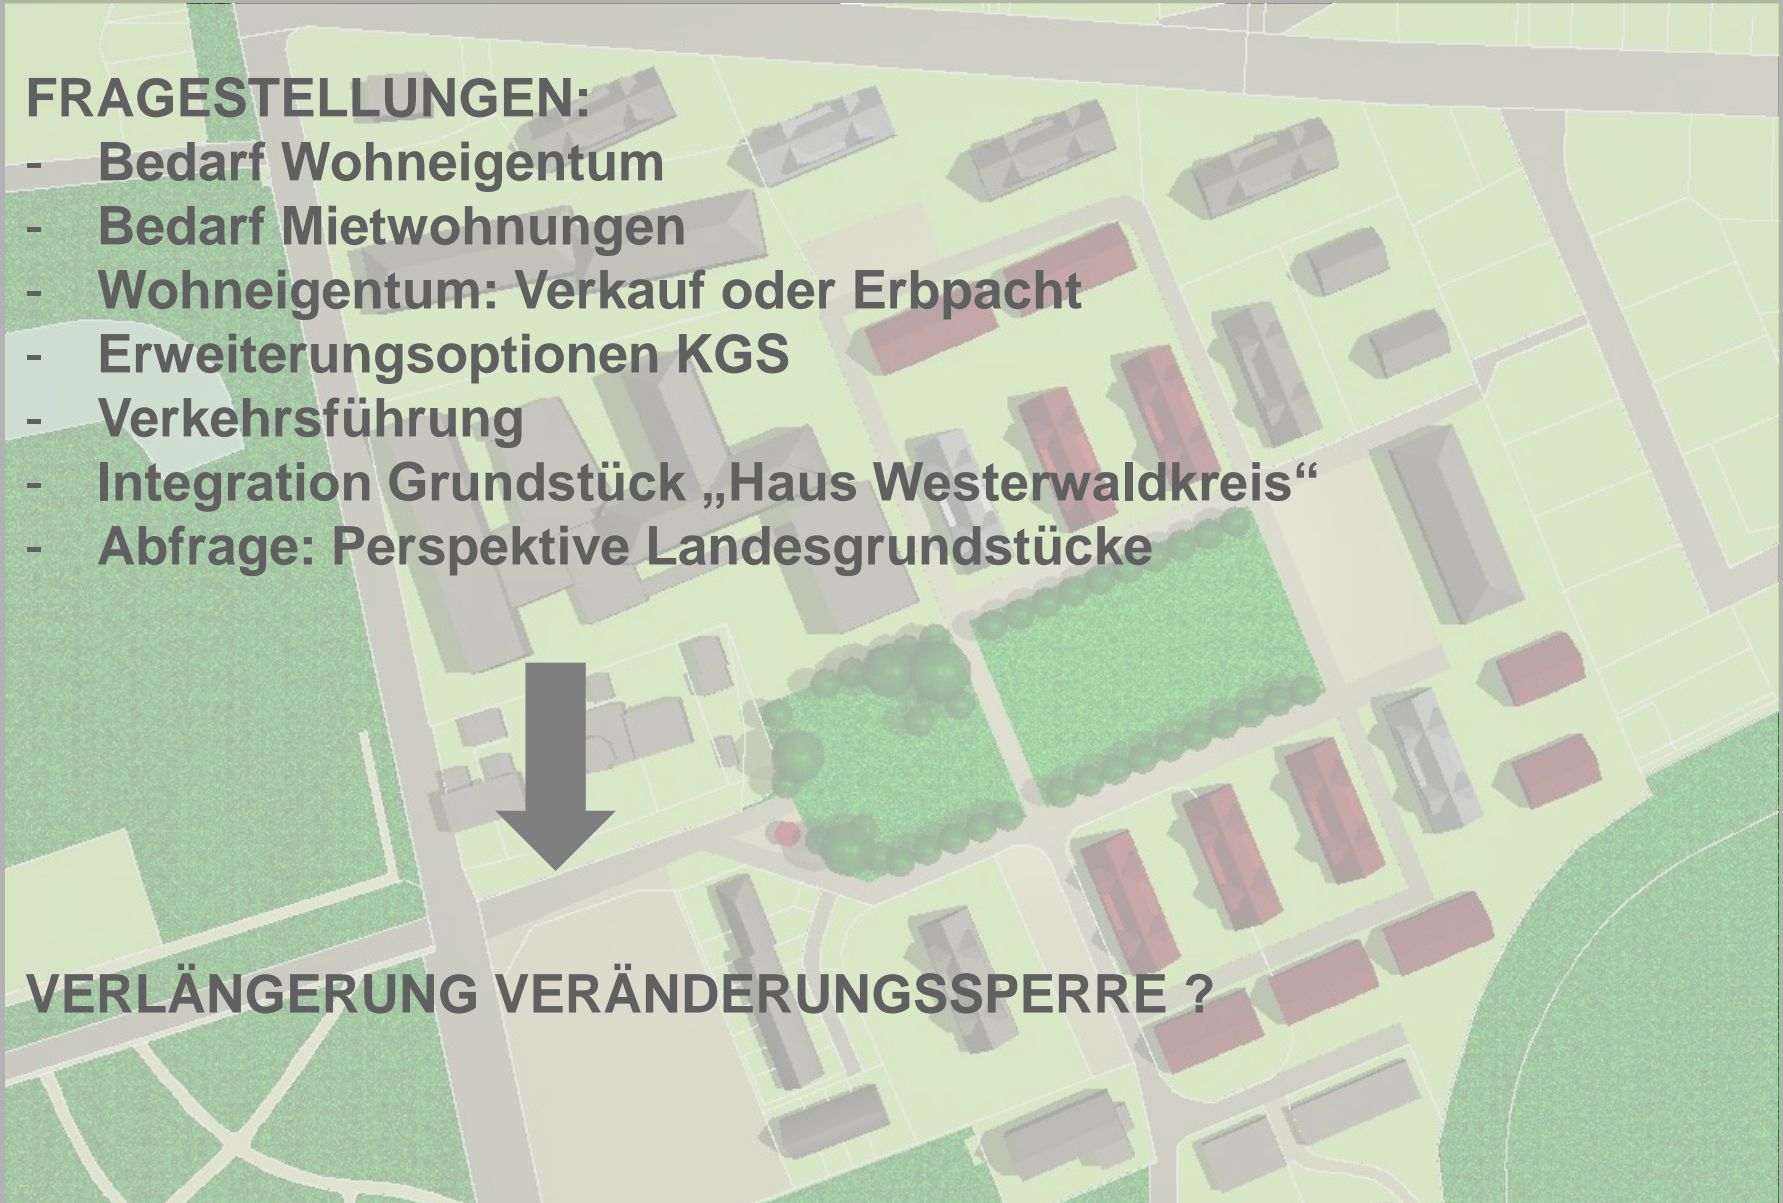 FRAGESTELLUNGEN:
- Bedarf Wohneigentum
- Bedarf Mietwohnungen
- Wohneigentum: Verkauf oder Erbpacht
- Erweiterungsoptionen KGS
- Verkehrsführung
- Integration Grundstück „Haus Westerwaldkreis“
- Abfrage: Perspektive Landesgrundstücke
VERLÄNGERUNG VERÄNDERUNGSSPERRE ?